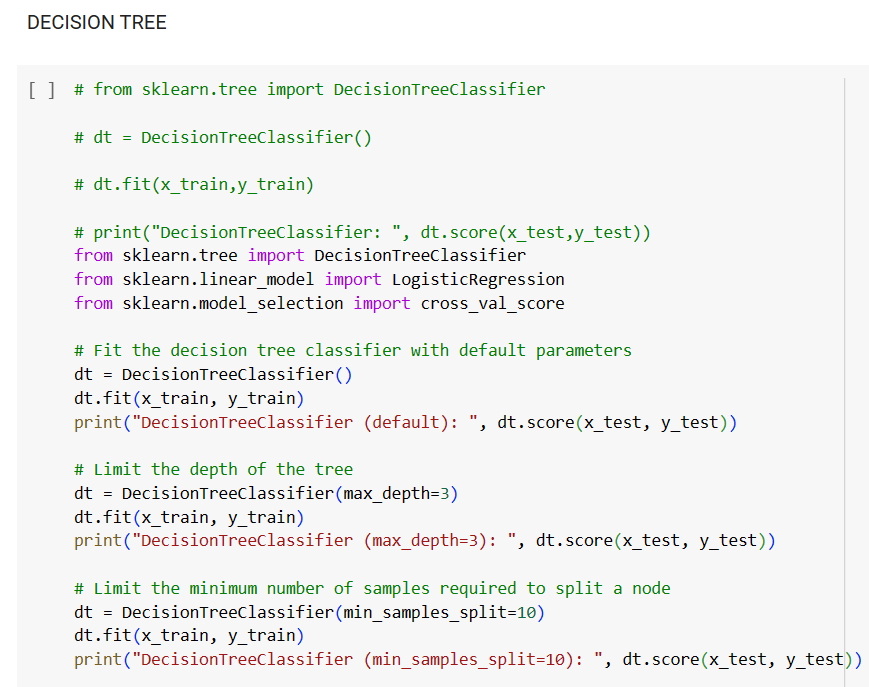 DECISION TREE
[ ] # from sklearn.tree import DecisionTreeClassifier
# dt = DecisionTreeClassifier()
# dt.fit(x_train,y_train)
# print("DecisionTreeClassifier: ", dt.score(x_test,y_test))
from sklearn.tree import DecisionTreeClassifier
from sklearn.linear_model import LogisticRegression
from sklearn.model_selection import cross_val_score
# Fit the decision tree classifier with default parameters
dt = DecisionTreeClassifier()
dt.fit(x_train, y_train)
print("DecisionTreeClassifier (default): ", dt.score(x_test, y_test))
# Limit the depth of the tree
dt = DecisionTreeClassifier(max_depth=3)
dt.fit(x_train, y_train)
print("DecisionTreeClassifier (max_depth=3): ", dt.score(x_test, y_test))
# Limit the minimum number of samples required to split a node
dt = DecisionTreeClassifier(min_samples_split=10)
dt.fit(x_train, y_train)
print("DecisionTreeClassifier (min_samples_split=10): ", dt.score(x_test, y_test))